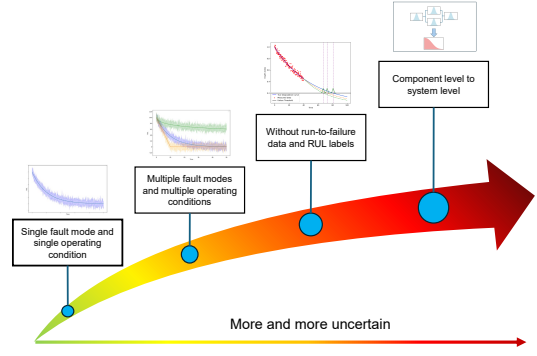 Component level to
system level
Without run-to-failure
data and RUL labels
Multiple fault modes
and multiple operating
conditions
Single fault mode and
single operating
condition
More and more uncertain